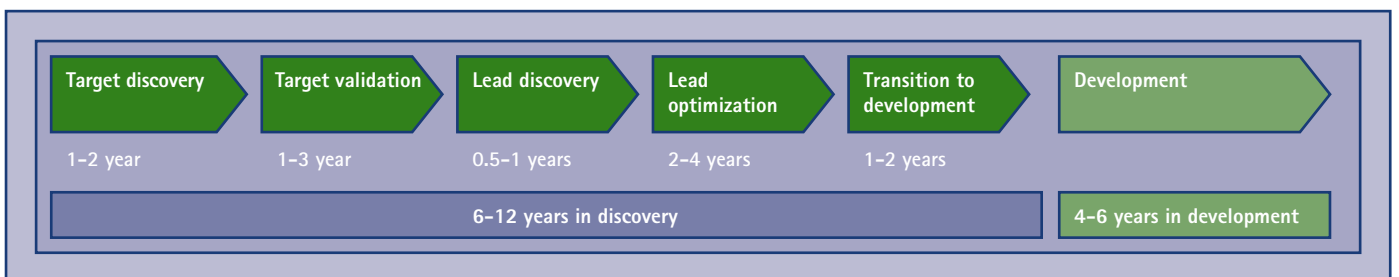 Target discovery
Target validation
Lead discovery
Lead
optimization
Transition to
development
Development
1–2 year
1–3 year
0.5–1 years
2–4 years
1–2 years
6–12 years in discovery
4–6 years in development